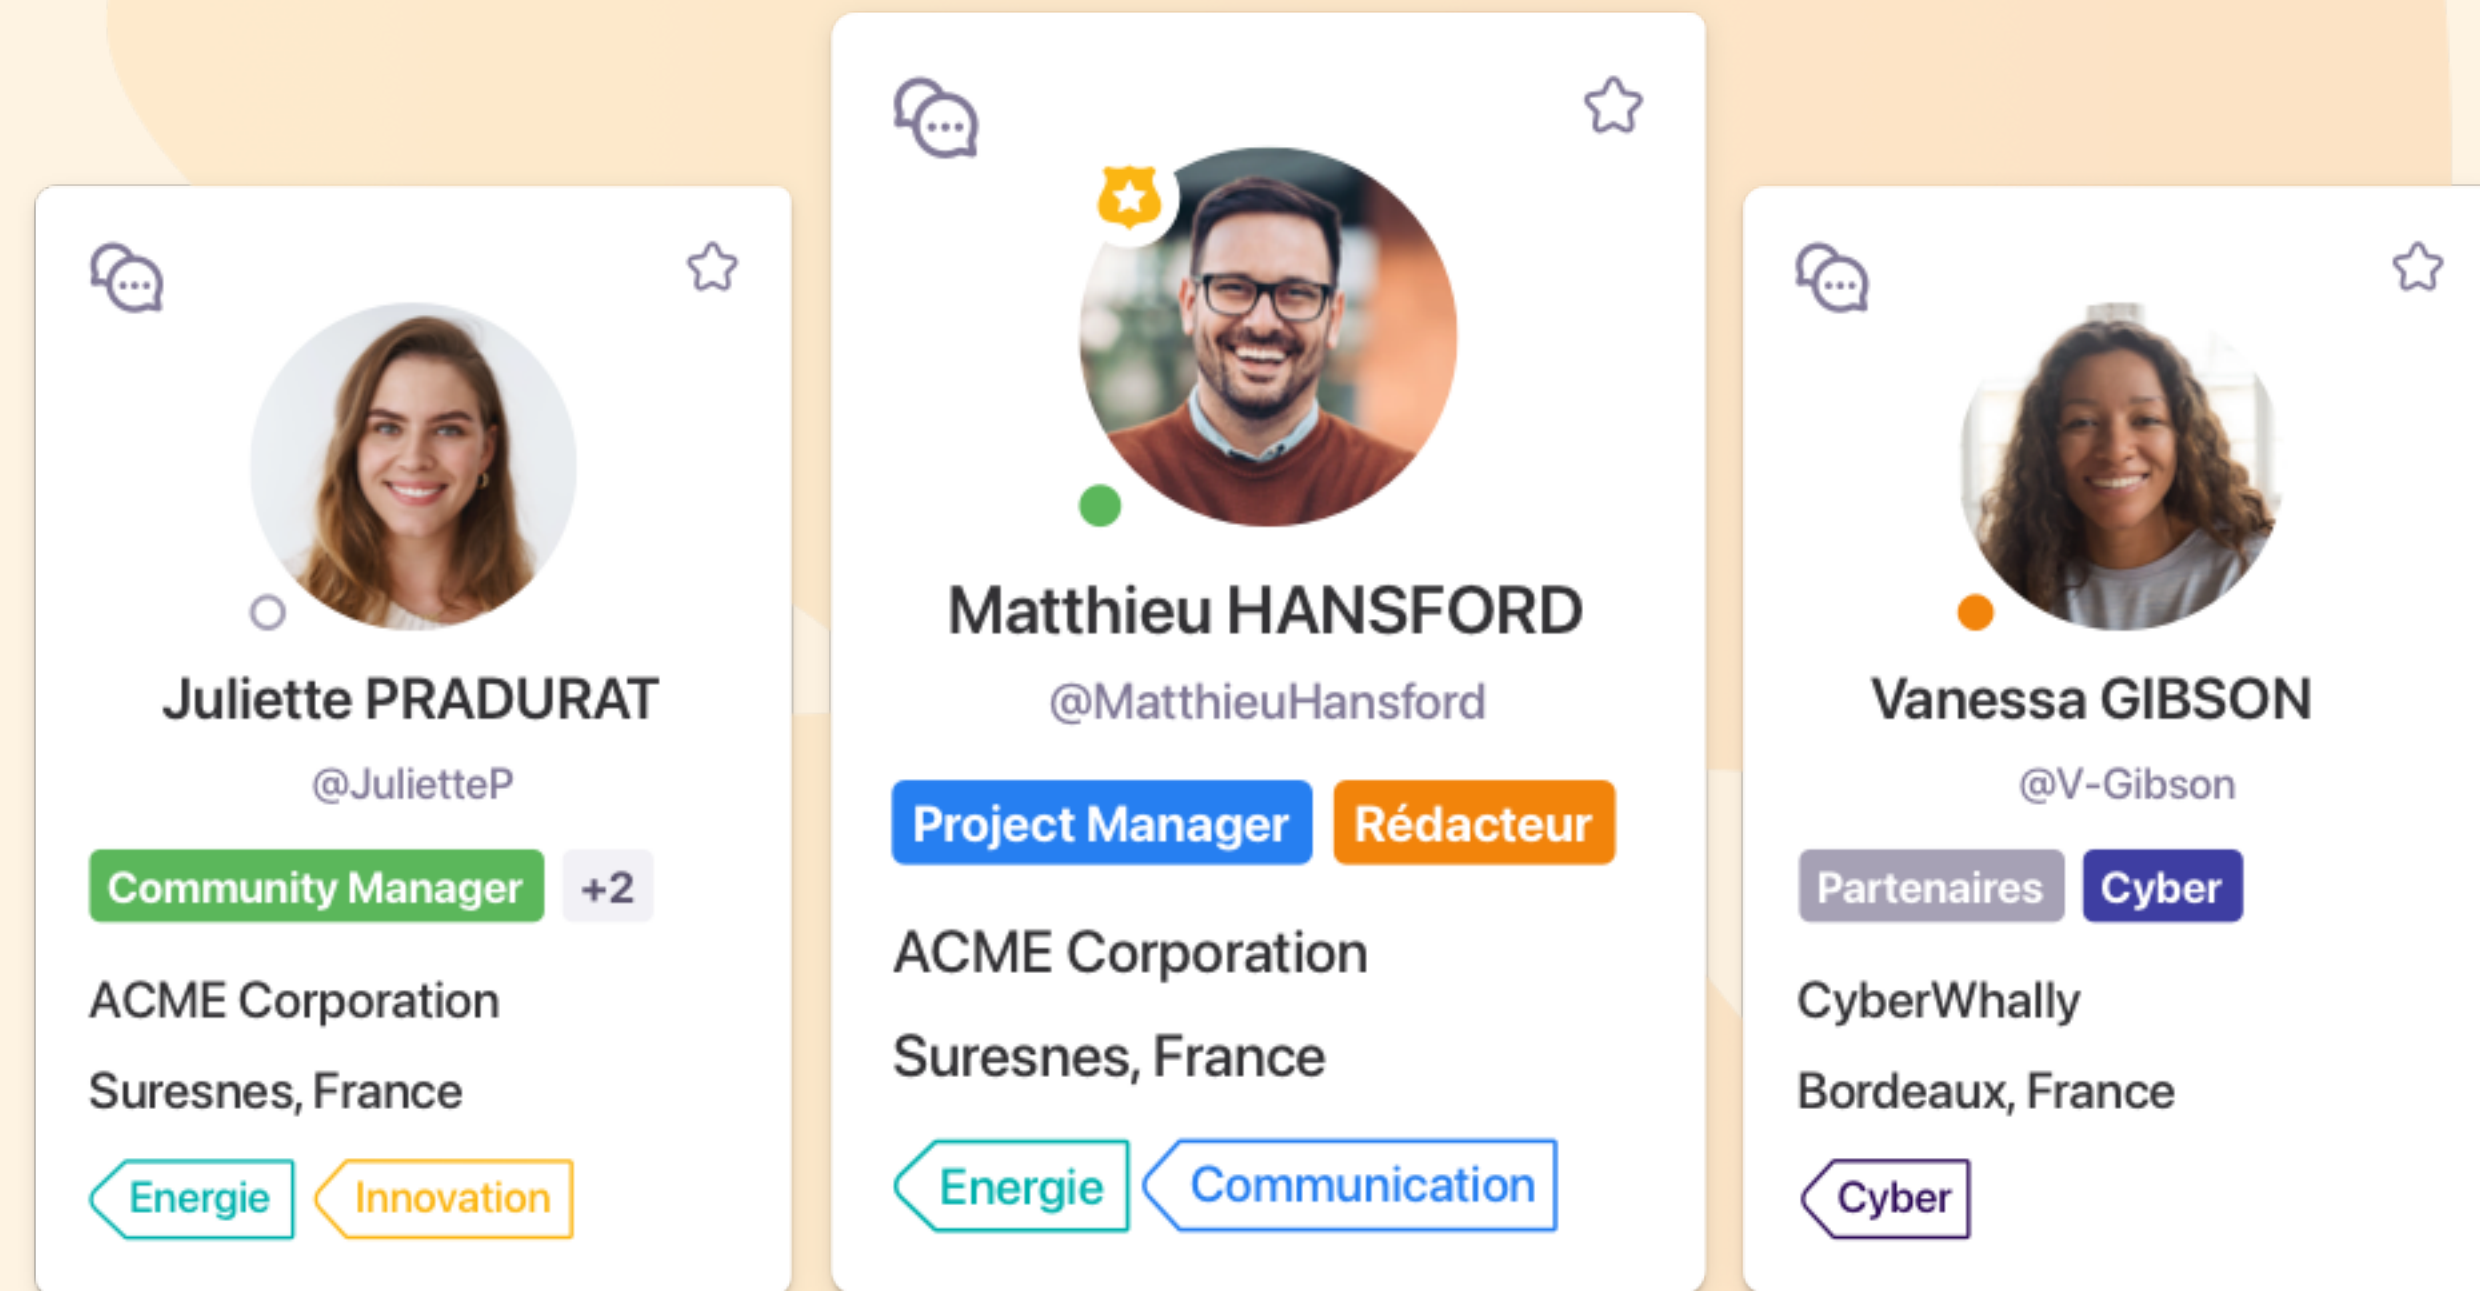 Juliette PRADURAT
@JulietteP
Community Manager +2
ACME Corporation
Suresnes, France
Energie Innovation
Matthieu HANSFORD
@MatthieuHansford
Project Manager Rédacteur
ACME Corporation
Suresnes, France
Energie Communication
Vanessa GIBSON
@V-Gibson
Partenaires Cyber
CyberWhally
Bordeaux, France
Cyber